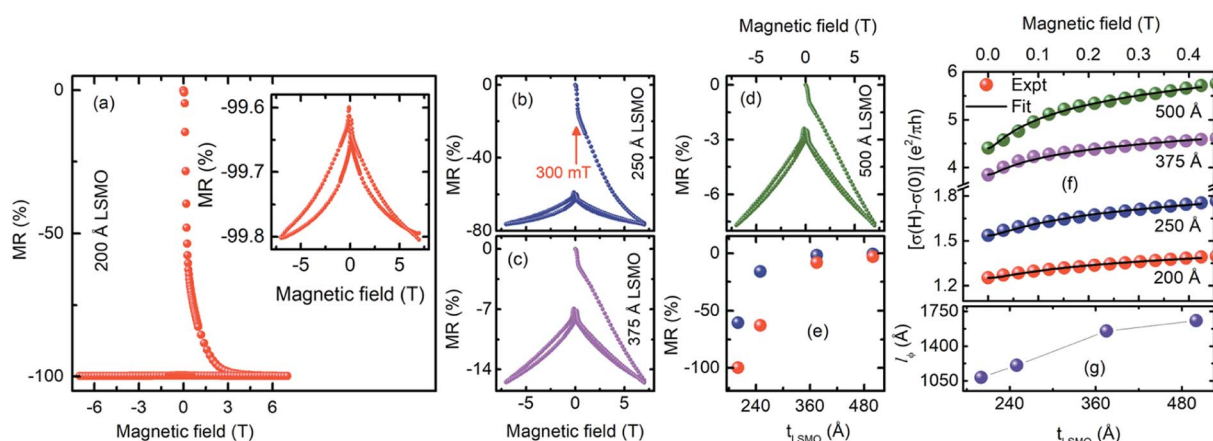 (a)
MR (%)
0
-50
-100
200 Å LSMO
-6 -3 0 3 6
Magnetic field (T)
MR (%)
-99.6
-99.7
-99.8
-5 0 5
Magnetic field (T)
(b)
MR (%)
0
-40
-80
300 mT
250 Å LSMO
(c)
MR (%)
0
-7
-14
375 Å LSMO
-5 0 5
Magnetic field (T)
Magnetic field (T)
-5 0 5
(d)
MR (%)
0
-3
-6
500 Å LSMO
(e)
MR (%)
0
-50
-100
240 360 480
tLSMO (Å)
Magnetic field (T)
0.0 0.1 0.2 0.3 0.4
[σ(H)-σ(0)] (e²/πh)
6
4
1.8
1.5
1.2
Expt
Fit
500 Å
375 Å
(f)
250 Å
200 Å
lϕ (Å)
1750
1400
1050
(g)
240 360 480
tLSMO (Å)